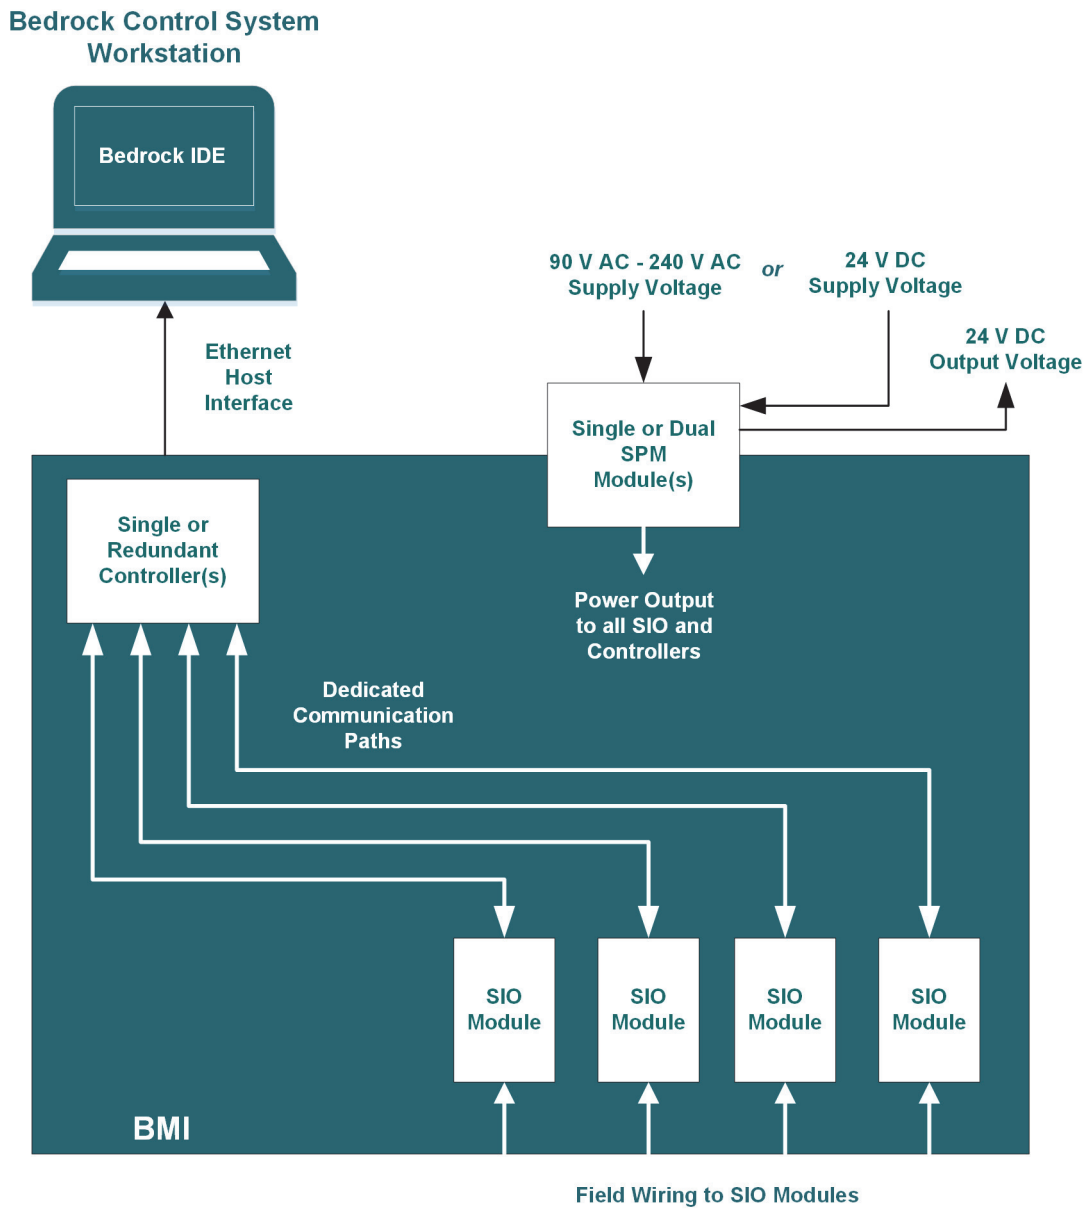 Bedrock Control System
Workstation
Bedrock IDE
90 V AC - 240 V AC
Supply Voltage
or
24 V DC
Supply Voltage
24 V DC
Output Voltage
Ethernet
Host
Interface
Single or Dual
SPM
Module(s)
Single or
Redundant
Controller(s)
Power Output
to all SIO and
Controllers
Dedicated
Communication
Paths
SIO
Module
SIO
Module
SIO
Module
SIO
Module
BMI
Field Wiring to SIO Modules